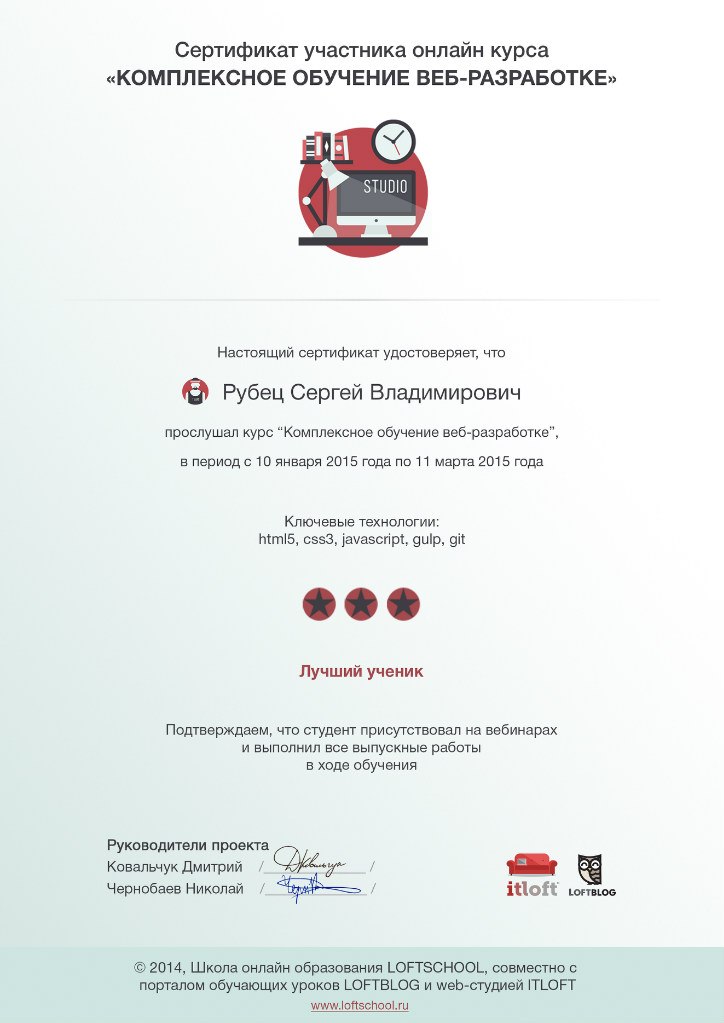 Сертификат участника онлайн курса
«КОМПЛЕКСНОЕ ОБУЧЕНИЕ ВЕБ-РАЗРАБОТКЕ»
STUDIO
Настоящий сертификат удостоверяет, что
Рубец Сергей Владимирович
прослушал курс “Комплексное обучение веб-разработке”,
в период с 10 января 2015 года по 11 марта 2015 года
Ключевые технологии:
html5, css3, javascript, gulp, git
Лучший ученик
Подтверждаем, что студент присутствовал на вебинарах
и выполнил все выпускные работы
в ходе обучения
Руководители проекта
Ковальчук Дмитрий / /
Чернобаев Николай / /
itloft
LOFTBLOG
© 2014, Школа онлайн образования LOFTSCHOOL, совместно с
порталом обучающих уроков LOFTBLOG и web-студией ITLOFT
www.loftschool.ru